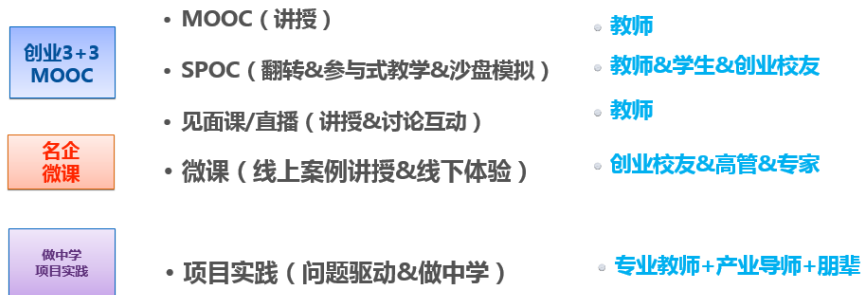 • MOOC（讲授）
教师
创业3+3
MOOC
• SPOC（翻转&参与式教学&沙盘模拟）
教师&学生&创业校友
• 见面课/直播（讲授&讨论互动）
教师
名企
微课
• 微课（线上案例讲授&线下体验）
创业校友&高管&专家
做中学
项目实践
• 项目实践（问题驱动&做中学）
专业教师+产业导师+朋辈